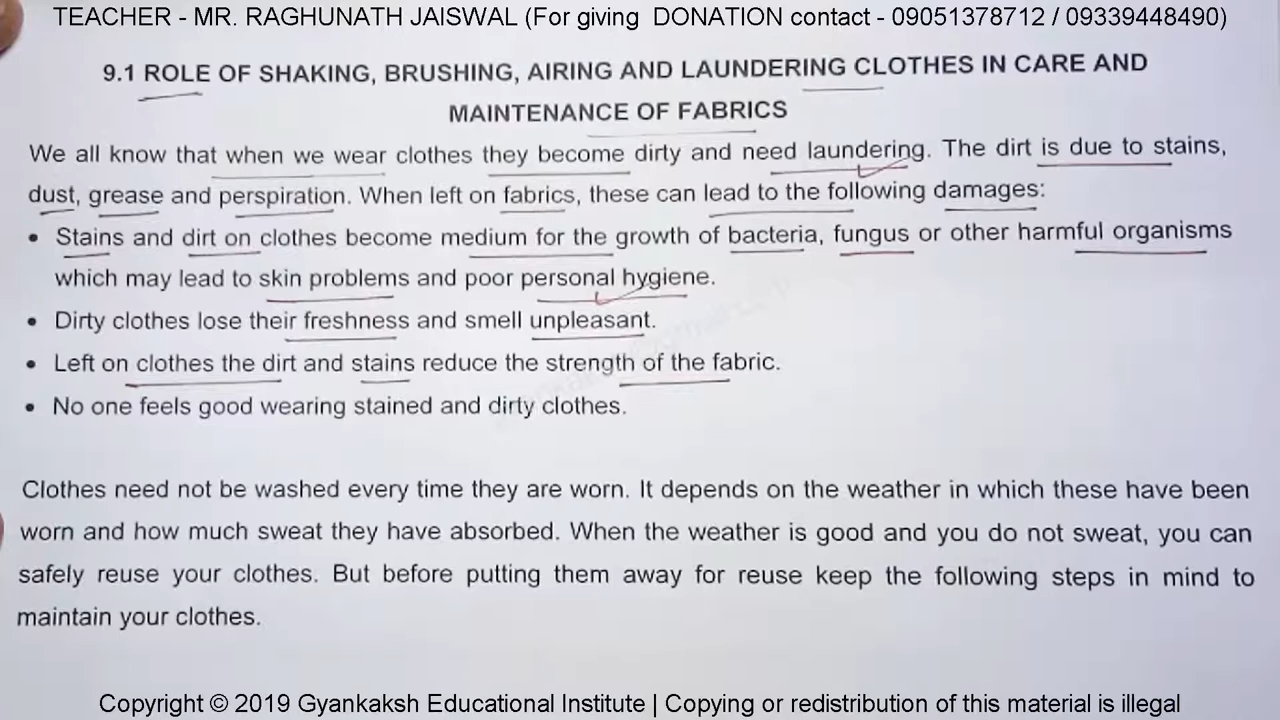 TEACHER - MR. RAGHUNATH JAISWAL (For giving  DONATION contact - 09051378712 / 09339448490)
9.1 ROLE OF SHAKING, BRUSHING, AIRING AND LAUNDERING CLOTHES IN CARE AND
MAINTENANCE OF FABRICS
We all know that when we wear clothes they become dirty and need laundering. The dirt is due to stains,
dust, grease and perspiration. When left on fabrics, these can lead to the following damages:
• Stains and dirt on clothes become medium for the growth of bacteria, fungus or other harmful organisms
which may lead to skin problems and poor personal hygiene.
• Dirty clothes lose their freshness and smell unpleasant.
• Left on clothes the dirt and stains reduce the strength of the fabric.
• No one feels good wearing stained and dirty clothes.
Clothes need not be washed every time they are worn. It depends on the weather in which these have been
worn and how much sweat they have absorbed. When the weather is good and you do not sweat, you can
safely reuse your clothes. But before putting them away for reuse keep the following steps in mind to
maintain your clothes.
Copyright © 2019 Gyankaksh Educational Institute | Copying or redistribution of this material is illegal